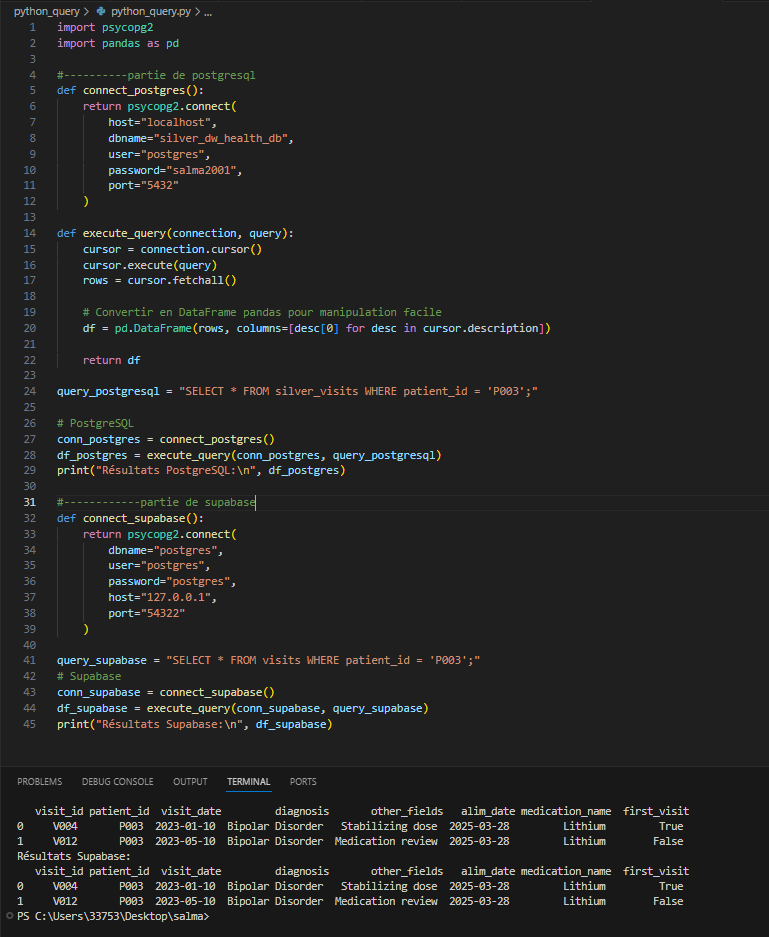 python_query > python_query.py > ...
1 import psycopg2
2 import pandas as pd
3
4 #----------partie de postgresql
5 def connect_postgres():
6     return psycopg2.connect(
7         host="localhost",
8         dbname="silver_dw_health_db",
9         user="postgres",
10         password="salma2001",
11         port="5432"
12     )
13
14 def execute_query(connection, query):
15     cursor = connection.cursor()
16     cursor.execute(query)
17     rows = cursor.fetchall()
18
19     # Convertir en DataFrame pandas pour manipulation facile
20     df = pd.DataFrame(rows, columns=[desc[0] for desc in cursor.description])
21
22     return df
23
24 query_postgresql = "SELECT * FROM silver_visits WHERE patient_id = 'P003';"
25
26 # PostgreSQL
27 conn_postgres = connect_postgres()
28 df_postgres = execute_query(conn_postgres, query_postgresql)
29 print("Résultats PostgreSQL:\n", df_postgres)
30
31 #------------partie de supabase
32 def connect_supabase():
33     return psycopg2.connect(
34         dbname="postgres",
35         user="postgres",
36         password="postgres",
37         host="127.0.0.1",
38         port="54322"
39     )
40
41 query_supabase = "SELECT * FROM visits WHERE patient_id = 'P003';"
42 # Supabase
43 conn_supabase = connect_supabase()
44 df_supabase = execute_query(conn_supabase, query_supabase)
45 print("Résultats Supabase:\n", df_supabase)
PROBLEMS DEBUG CONSOLE OUTPUT TERMINAL PORTS
visit_id patient_id visit_date diagnosis other_fields alim_date medication_name first_visit
0 V004 P003 2023-01-10 Bipolar Disorder Stabilizing dose 2025-03-28 Lithium True
1 V012 P003 2023-05-10 Bipolar Disorder Medication review 2025-03-28 Lithium False
Résultats Supabase:
visit_id patient_id visit_date diagnosis other_fields alim_date medication_name first_visit
0 V004 P003 2023-01-10 Bipolar Disorder Stabilizing dose 2025-03-28 Lithium True
1 V012 P003 2023-05-10 Bipolar Disorder Medication review 2025-03-28 Lithium False
PS C:\Users\33753\Desktop\salma>